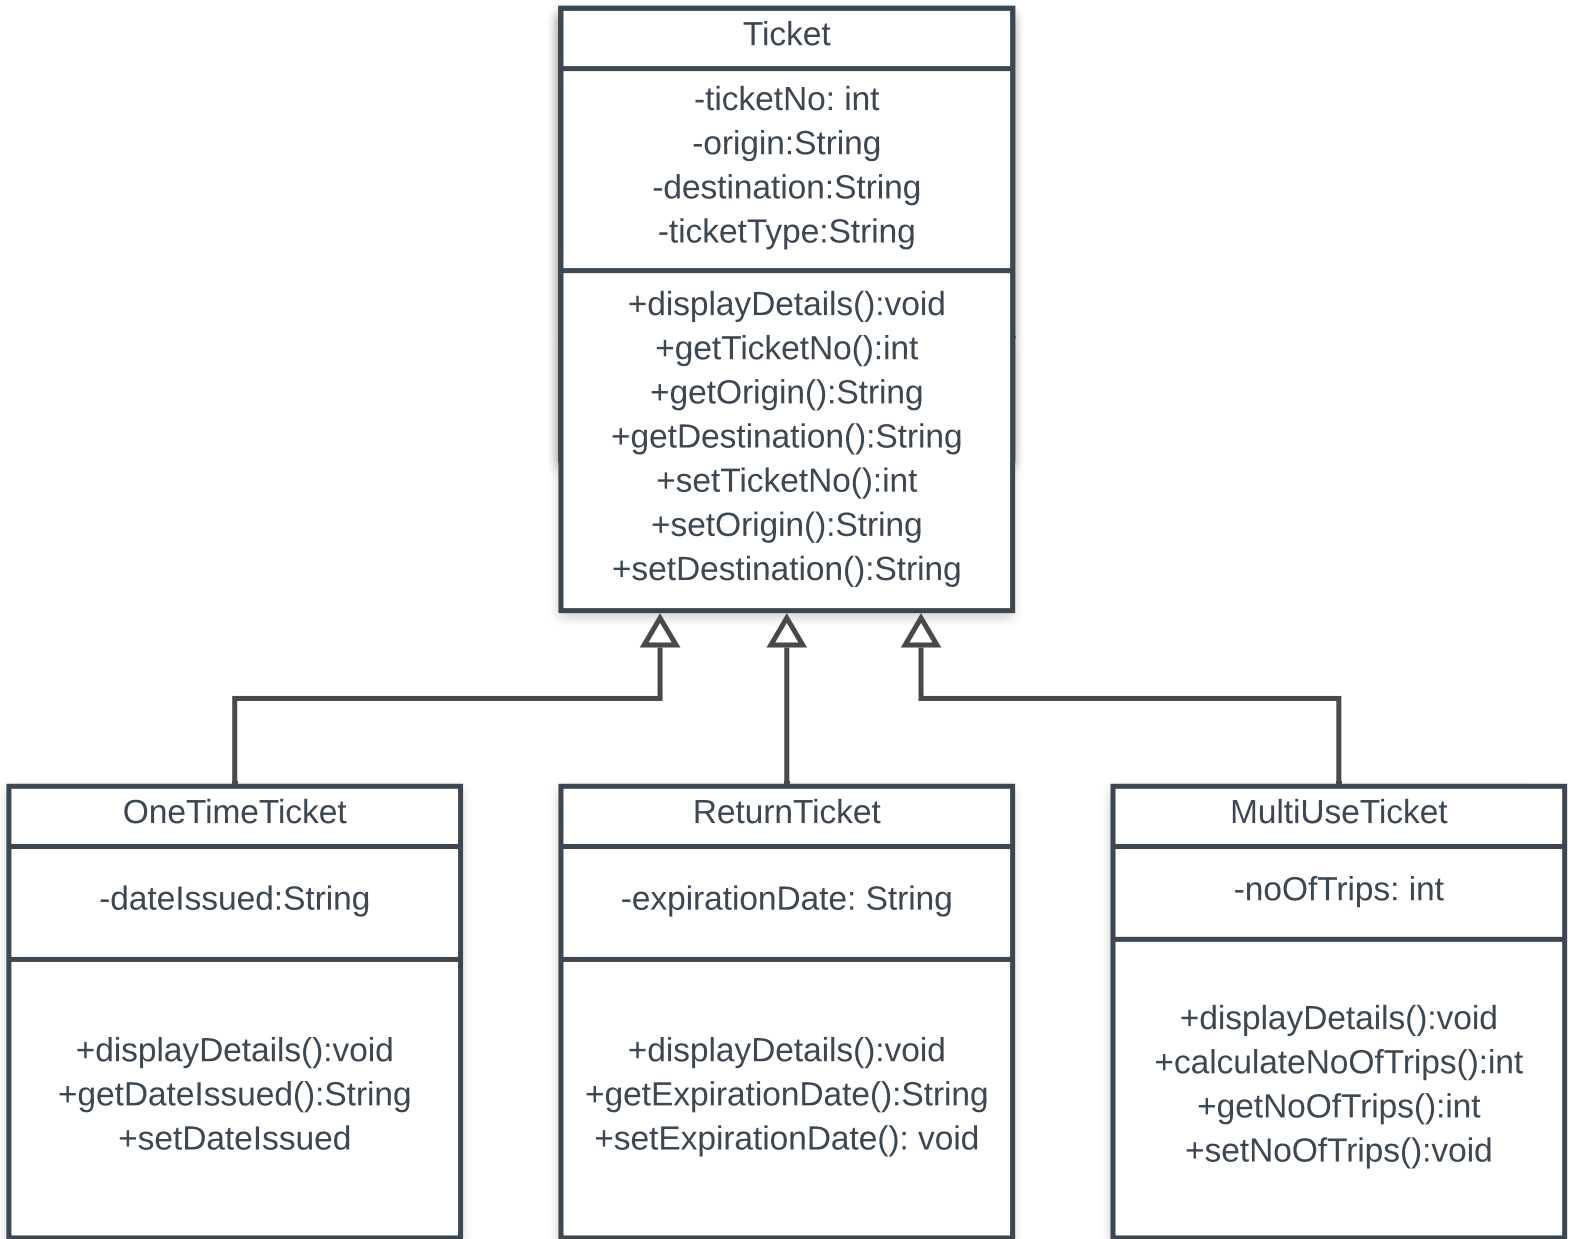 Ticket
-ticketNo: int
-origin:String
-destination:String
-ticketType:String
+displayDetails():void
+getTicketNo():int
+getOrigin():String
+getDestination():String
+setTicketNo():int
+setOrigin():String
+setDestination():String
OneTimeTicket
-dateIssued:String
+displayDetails():void
+getDateIssued():String
+setDateIssued
ReturnTicket
-expirationDate: String
+displayDetails():void
+getExpirationDate():String
+setExpirationDate(): void
MultiUseTicket
-noOfTrips: int
+displayDetails():void
+calculateNoOfTrips():int
+getNoOfTrips():int
+setNoOfTrips():void